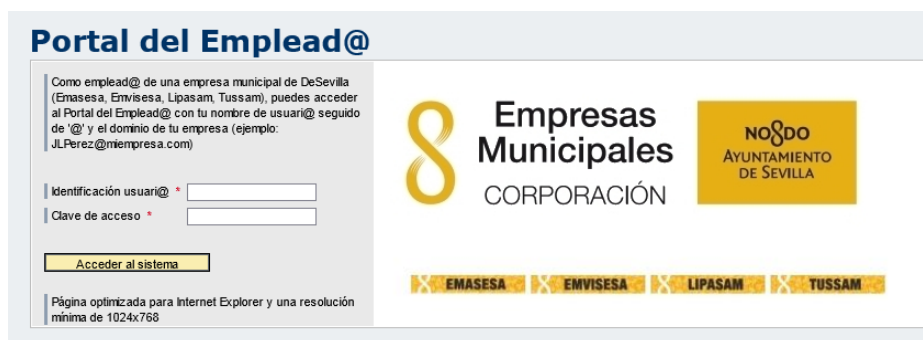 Portal del Emplead@
Como emplead@ de una empresa municipal de DeSevilla
(Emasesa, Emvisesa, Lipasam, Tussam), puedes acceder
al Portal del Emplead@ con tu nombre de usuari@ seguido
de '@' y el dominio de tu empresa (ejemplo:
JLPerez@miempresa.com)
Identificación usuari@ *
Clave de acceso *
Acceder al sistema
Página optimizada para Internet Explorer y una resolución
mínima de 1024x768
Empresas
Municipales
CORPORACIÓN
NO8DO
AYUNTAMIENTO
DE SEVILLA
EMASESA
EMVISESA
LIPASAM
TUSSAM